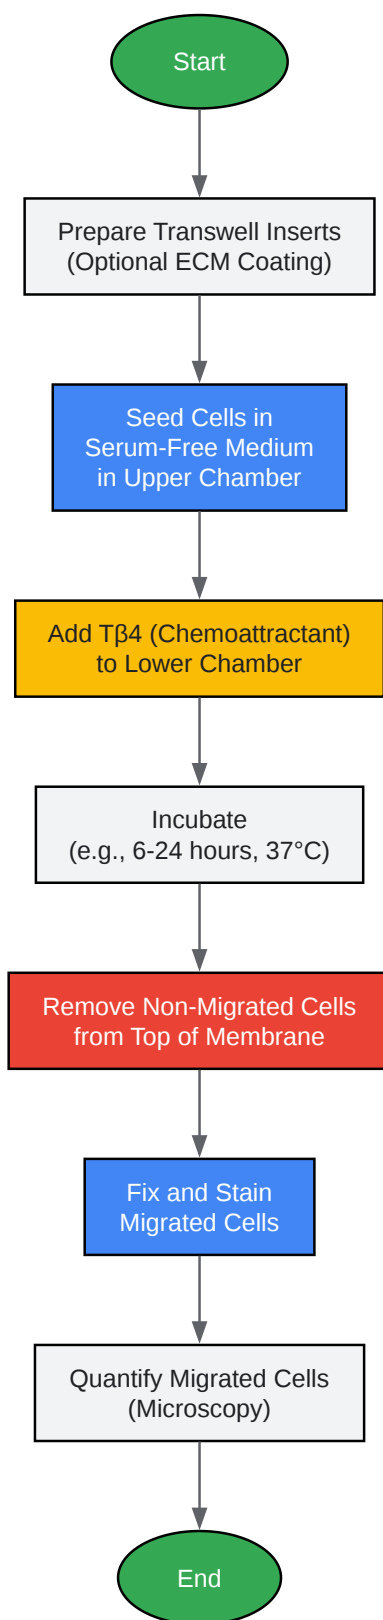 Start
Prepare Transwell Inserts
(Optional ECM Coating)
Seed Cells in
Serum-Free Medium
in Upper Chamber
Add Tβ4 (Chemoattractant)
to Lower Chamber
Incubate
(e.g., 6-24 hours, 37°C)
Remove Non-Migrated Cells
from Top of Membrane
Fix and Stain
Migrated Cells
Quantify Migrated Cells
(Microscopy)
End